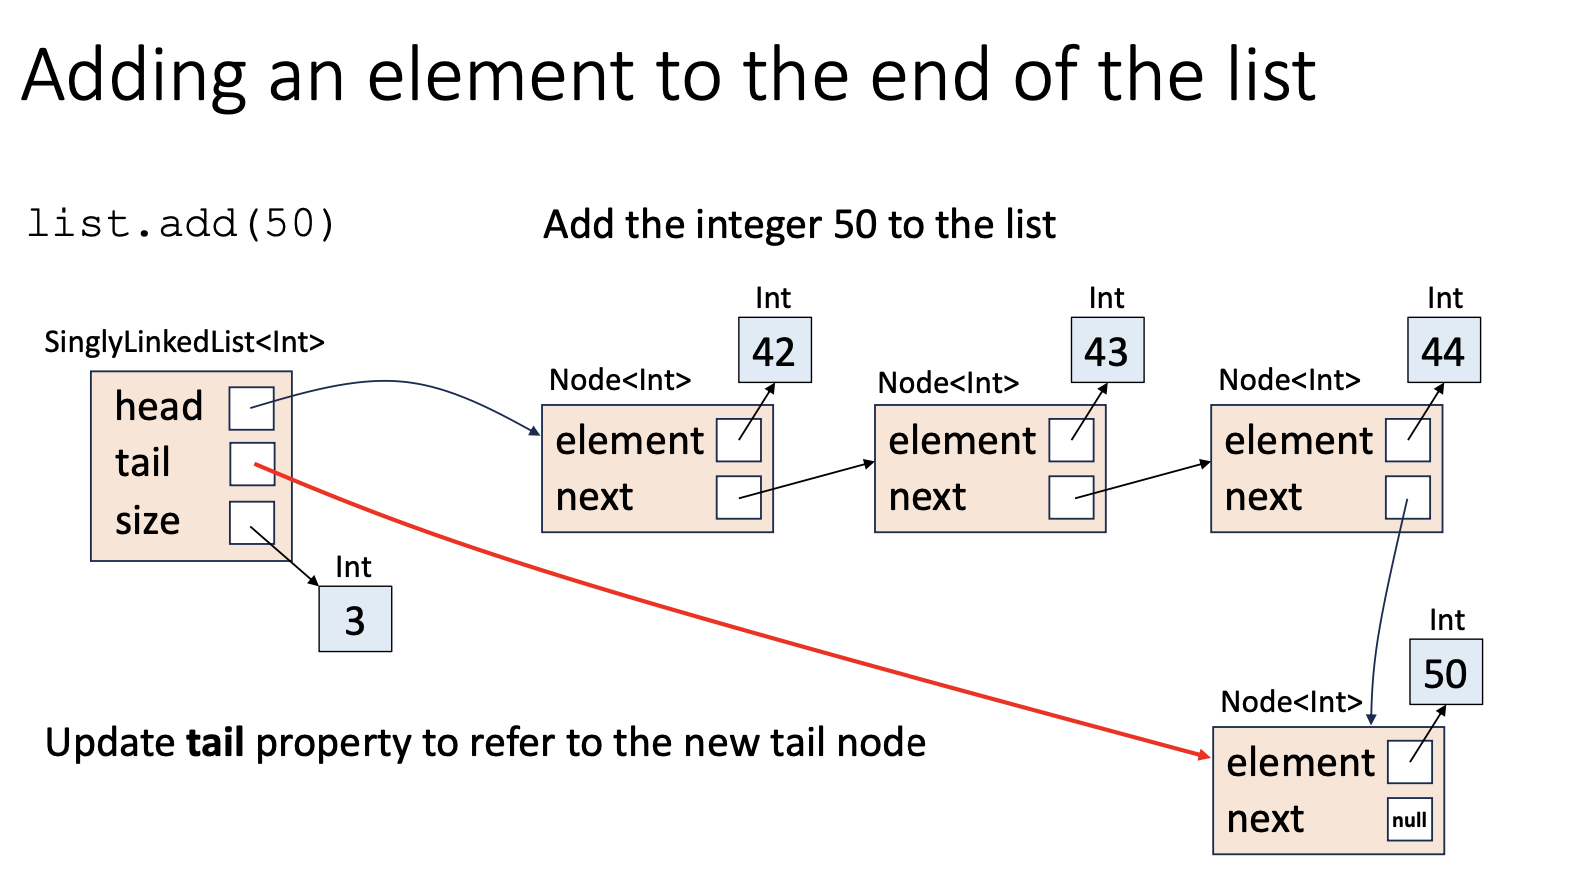 Adding an element to the end of the list
list.add(50)
Add the integer 50 to the list
SinglyLinkedList<Int>
head
tail
size
Int
3
Node<Int>
Int
42
element
next
Node<Int>
Int
43
element
next
Node<Int>
Int
44
element
next
Update tail property to refer to the new tail node
Node<Int>
Int
50
element
next null